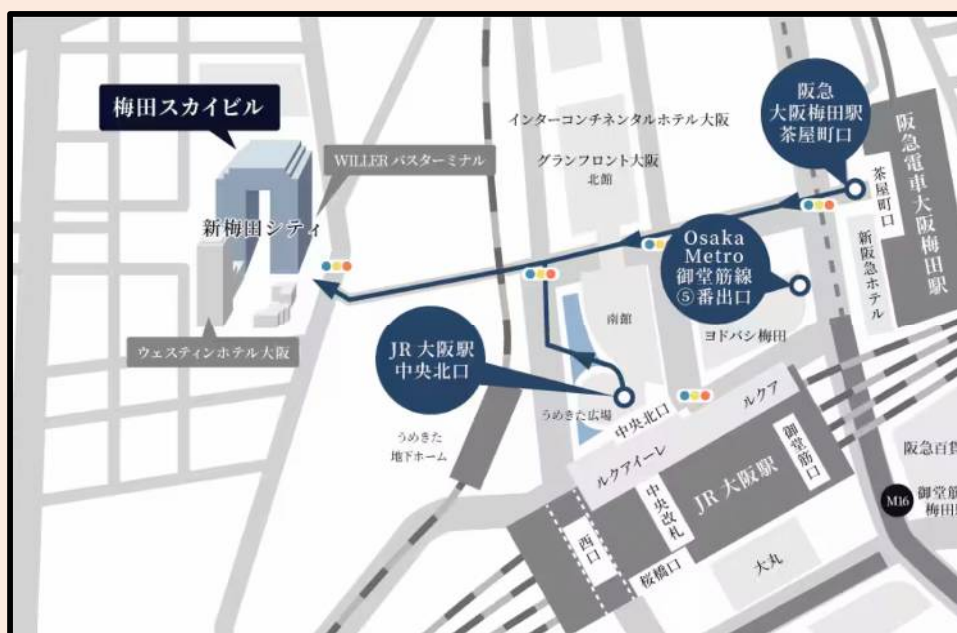 梅田スカイビル
WILLER バスターミナル
新梅田シティ
ウェスティンホテル大阪
インターコンチネンタルホテル大阪
グランフロント大阪
北館
阪急
大阪梅田駅
茶屋町口
阪急電車大阪梅田駅
茶屋町口
新阪急ホテル
Osaka
Metro
御堂筋線
⑤番出口
南館
ヨドバシ梅田
JR 大阪駅
中央北口
うめきた広場
うめきた
地下ホーム
中央北口
ルクア
ルクアイーレ
JR 大阪駅
御堂筋口
中央改札
西口
桜橋口
大丸
阪急百貨
M16
御堂筋
梅田